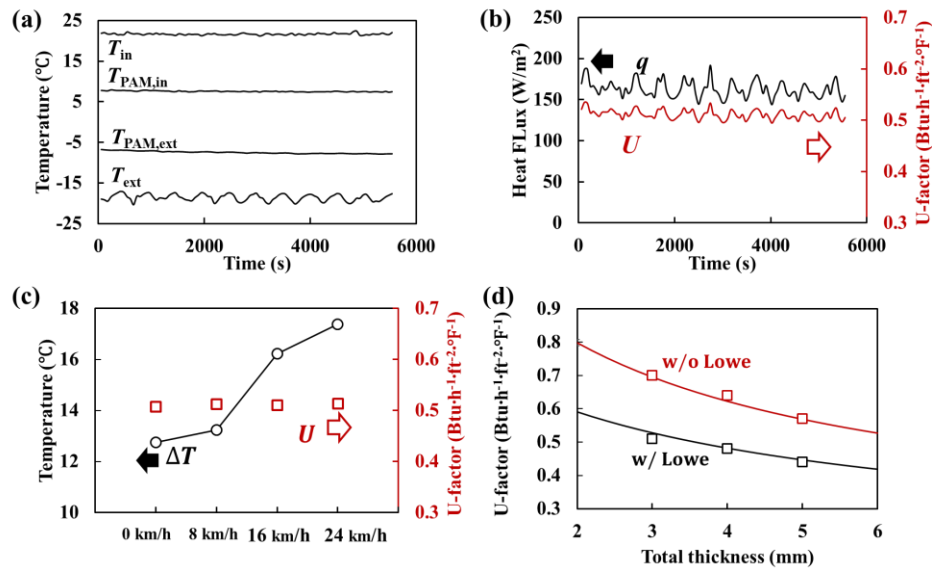 (a)
25
15
5
-5
-15
-25
Temperature (℃)
T_in
T_PAM,in
T_PAM,ext
T_ext
0 2000 4000 6000
Time (s)
(b)
250
200
150
100
50
0
Heat FLux (W/m²)
q
U
0.7
0.6
0.5
0.4
0.3
U-factor (Btu·h⁻¹·ft⁻²·°F⁻¹)
0 2000 4000 6000
Time (s)
(c)
18
16
14
12
10
Temperature (℃)
ΔT
U
0.7
0.6
0.5
0.4
0.3
U-factor (Btu·h⁻¹·ft⁻²·°F⁻¹)
0 km/h 8 km/h 16 km/h 24 km/h
(d)
0.9
0.8
0.7
0.6
0.5
0.4
0.3
U-factor (Btu·h⁻¹·ft⁻²·°F⁻¹)
w/o Lowe
w/ Lowe
2 3 4 5 6
Total thickness (mm)